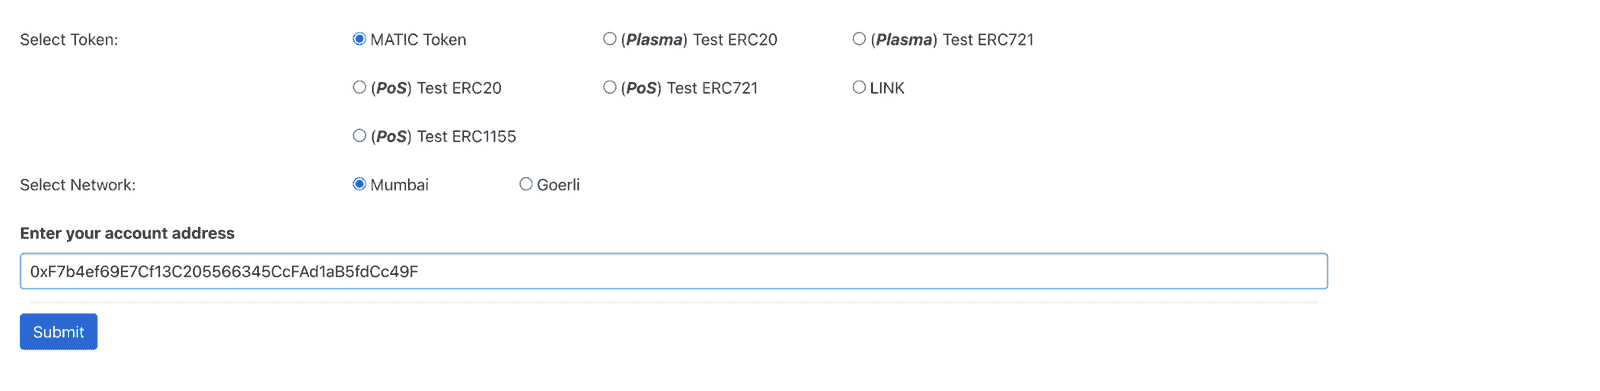 Select Token: MATIC Token (Plasma) Test ERC20 (Plasma) Test ERC721
(PoS) Test ERC20 (PoS) Test ERC721 LINK
(PoS) Test ERC1155
Select Network: Mumbai Goerli
Enter your account address
0xF7b4ef69E7Cf13C205566345CcFAd1aB5fdCc49F
Submit